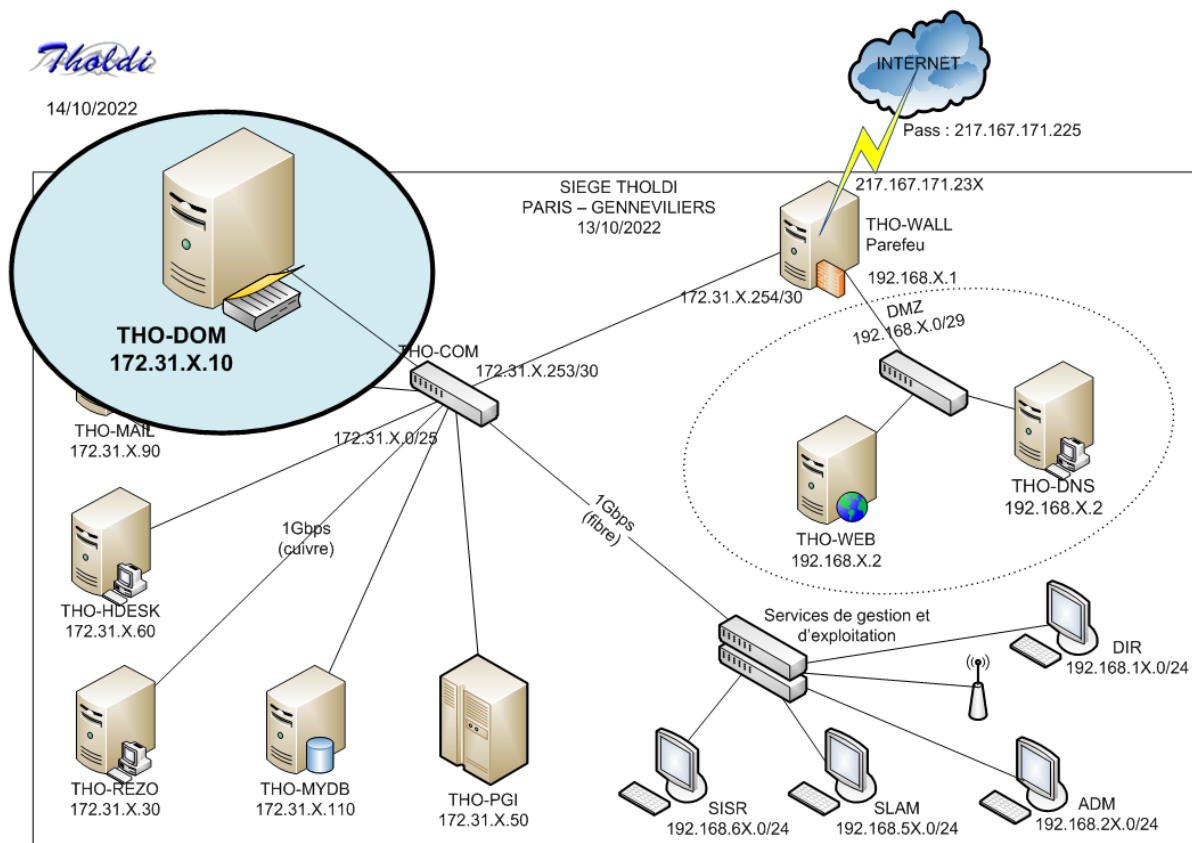 Tholdi
14/10/2022
INTERNET
Pass : 217.167.171.225
SIEGE THOLDI
PARIS – GENNEVILIERS
13/10/2022
217.167.171.23X
THO-WALL
Parefeu
172.31.X.254/30
192.168.X.1
DMZ
192.168.X.0/29
THO-DOM
172.31.X.10
THO-COM
172.31.X.253/30
THO-MAIL
172.31.X.90
172.31.X.0/25
THO-WEB
192.168.X.2
THO-DNS
192.168.X.2
1Gbps
(cuivre)
1Gbps
(fibre)
THO-HDESK
172.31.X.60
Services de gestion et
d'exploitation
DIR
192.168.1X.0/24
THO-REZO
172.31.X.30
THO-MYDB
172.31.X.110
THO-PGI
172.31.X.50
SISR
192.168.6X.0/24
SLAM
192.168.5X.0/24
ADM
192.168.2X.0/24